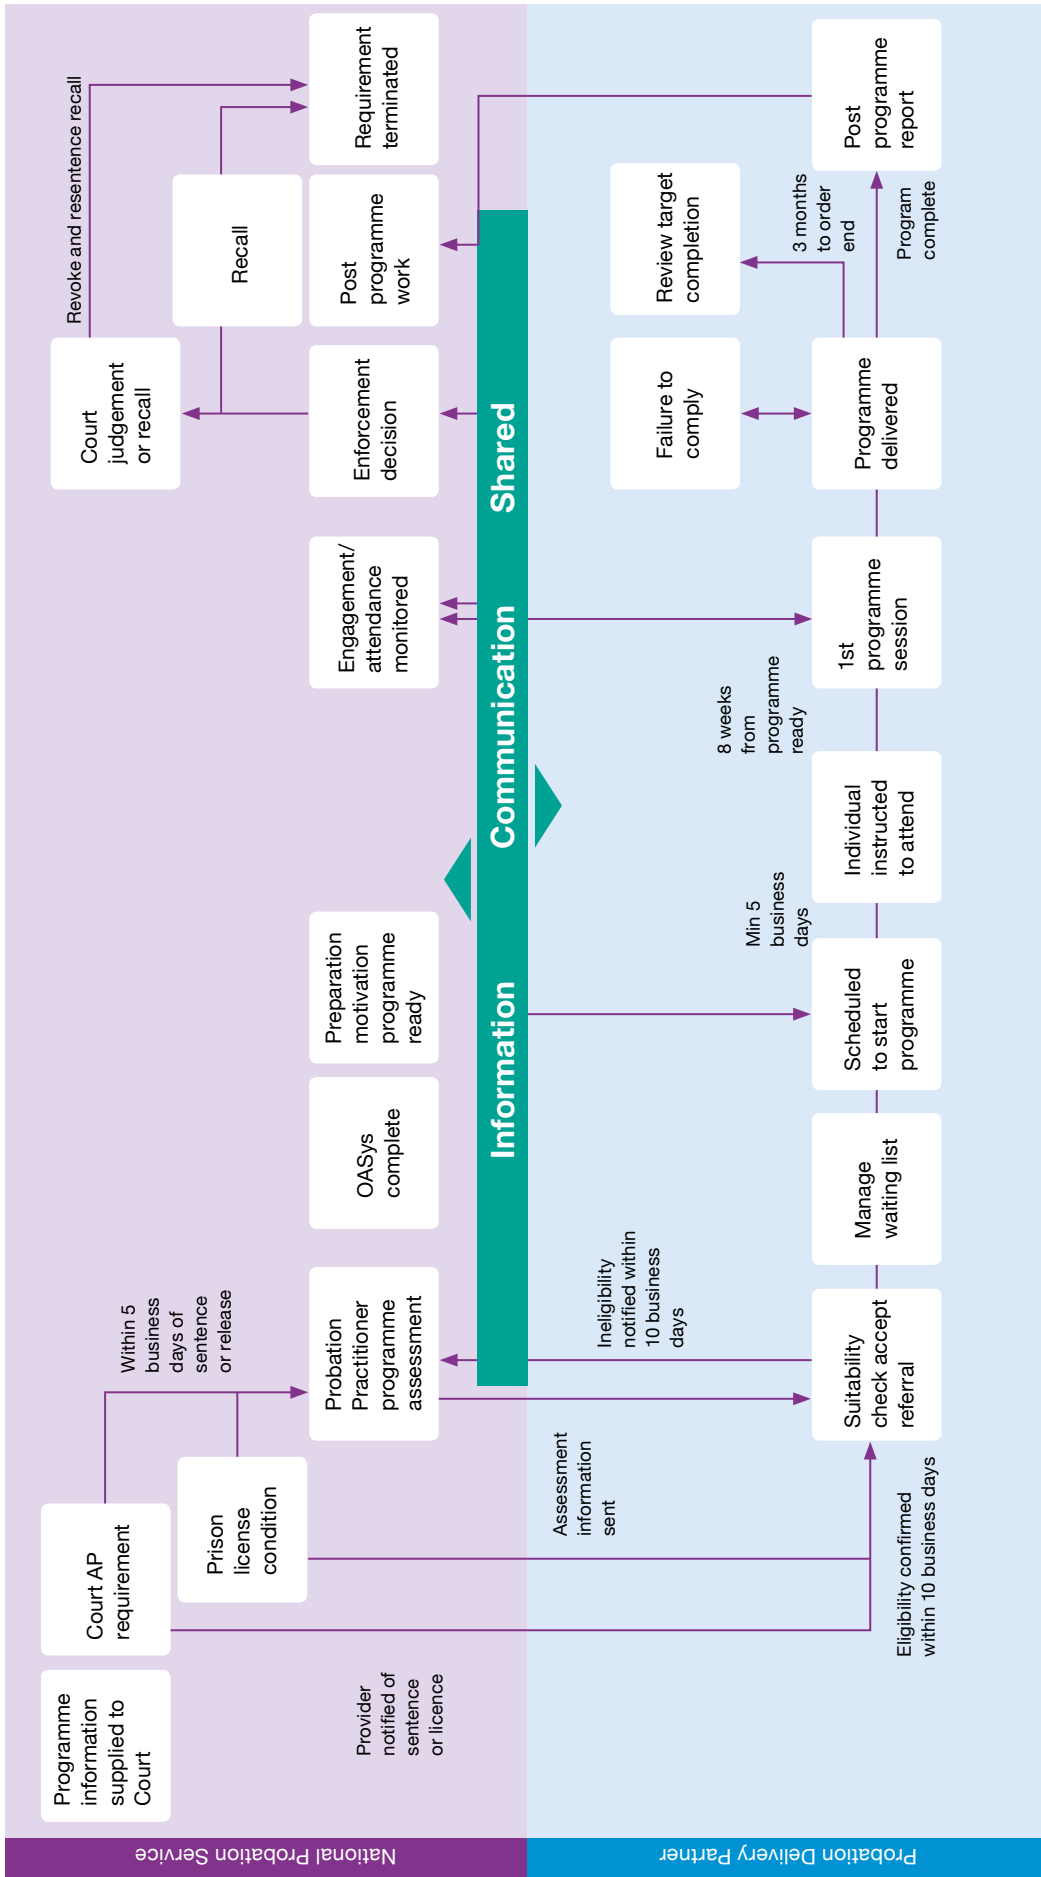 National Probation Service
Programme
information
supplied to
Court
Court AP
requirement
Prison
license
condition
Within 5
business
days of
sentence
or release
Provider
notified of
sentence
or licence
Probation
Practitioner
programme
assessment
OASys
complete
Preparation
motivation
programme
ready
Engagement/
attendance
monitored
Enforcement
decision
Court
judgement
or recall
Revoke and resentence recall
Recall
Post
programme
work
Requirement
terminated
Information Communication Shared
Probation Delivery Partner
Assessment
information
sent
Ineligibility
notified within
10 business
days
Eligibility confirmed
within 10 business days
Suitability
check accept
referral
Manage
waiting list
Scheduled
to start
programme
Min 5
business
days
Individual
instructed
to attend
8 weeks
from
programme
ready
1st
programme
session
Programme
delivered
Failure to
comply
Review target
completion
3 months
to order
end
Program
complete
Post
programme
report